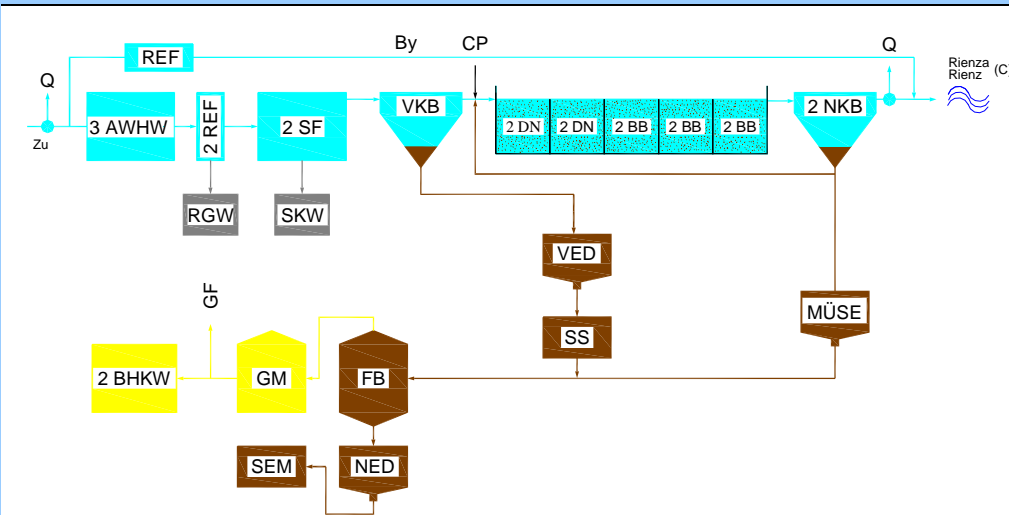 By
CP
REF
Q
Q
Rienza
Rienz
(C)
Zu
3 AWHW
2 REF
2 SF
VKB
2 DN
2 DN
2 BB
2 BB
2 BB
2 NKB
RGW
SKW
VED
SS
MÜSE
GF
2 BHKW
GM
FB
SEM
NED